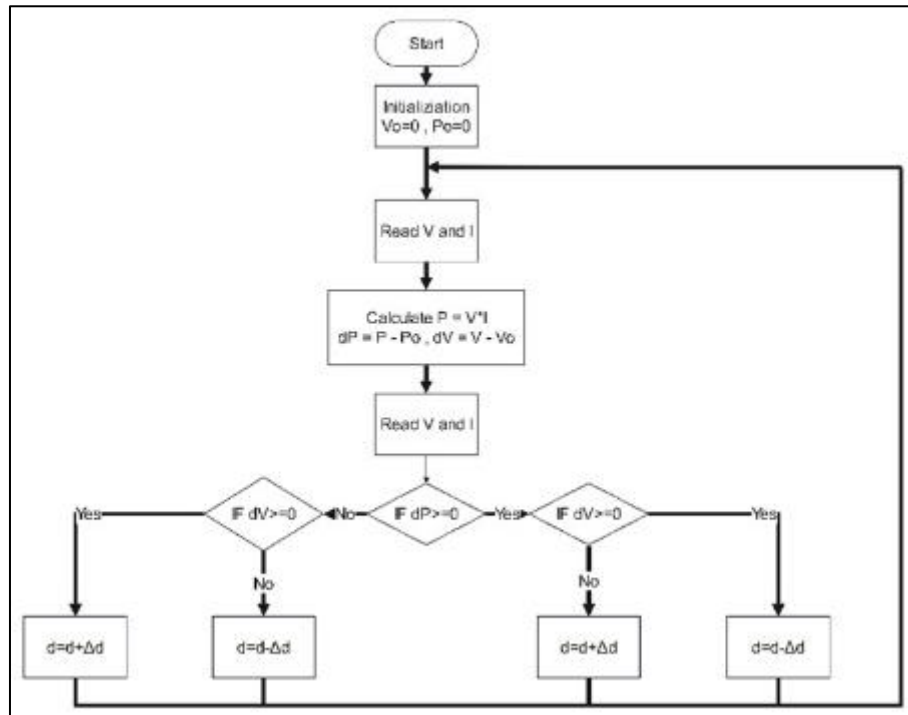 Start
Initializiation
Vo=0 , Po=0
Read V and I
Calculate P = V*I
dP = P - Po , dV = V - Vo
Read V and I
Yes
IF dV>=0
No
IF dP>=0
Yes
IF dV>=0
Yes
No
No
d=d+Δd
d=d-Δd
d=d+Δd
d=d-Δd